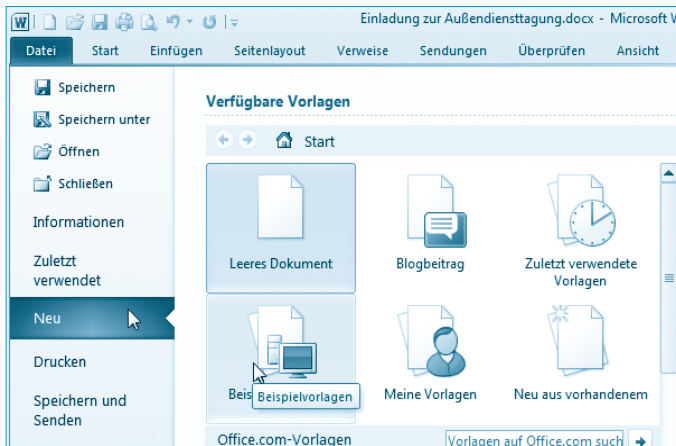 W
Einladung zur Außendiensttagung.docx - Microsoft W
Datei Start Einfügen Seitenlayout Verweise Sendungen Überprüfen Ansicht
Speichern
Speichern unter
Öffnen
Schließen
Informationen
Zuletzt
verwendet
Neu
Drucken
Speichern und
Senden
Verfügbare Vorlagen
Start
Leeres Dokument
Blogbeitrag
Zuletzt verwendete
Vorlagen
Beis
Beispielvorlagen
Meine Vorlagen
Neu aus vorhandenem
Office.com-Vorlagen
Vorlagen auf Office.com such